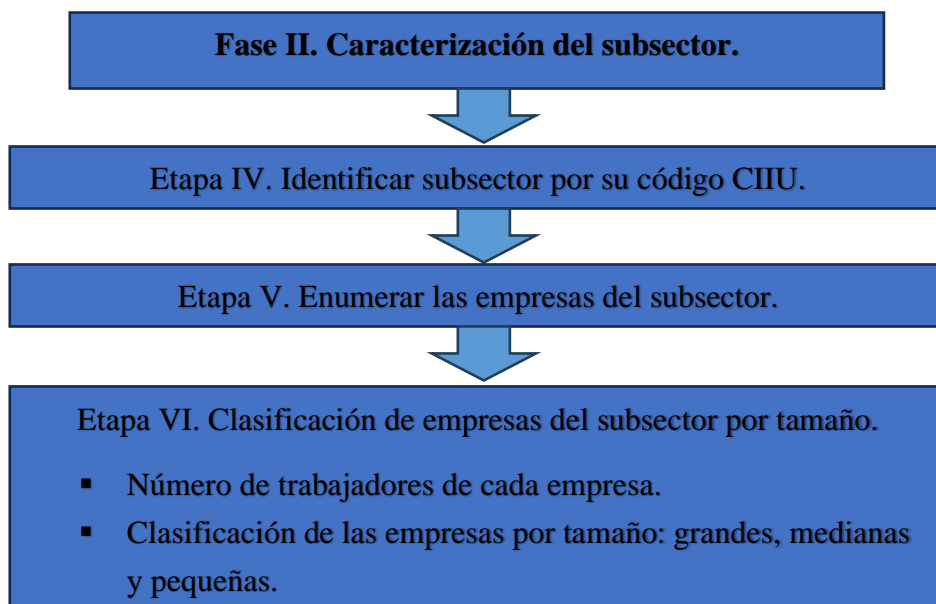 Fase II. Caracterización del subsector.
Etapa IV. Identificar subsector por su código CIIU.
Etapa V. Enumerar las empresas del subsector.
Etapa VI. Clasificación de empresas del subsector por tamaño.
▪ Número de trabajadores de cada empresa.
▪ Clasificación de las empresas por tamaño: grandes, medianas
y pequeñas.